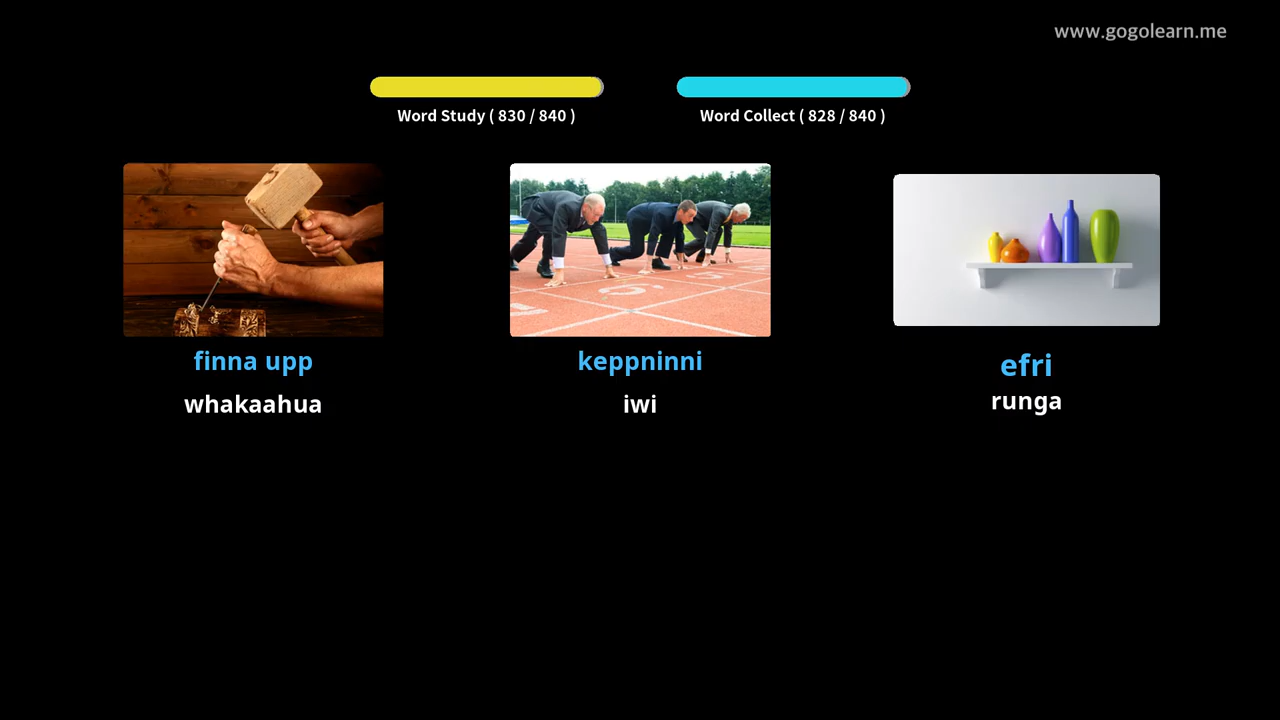 www.gogolearn.me
Word Study ( 830 / 840 )
Word Collect ( 828 / 840 )
finna upp
whakaahua
keppninni
iwi
efri
runga